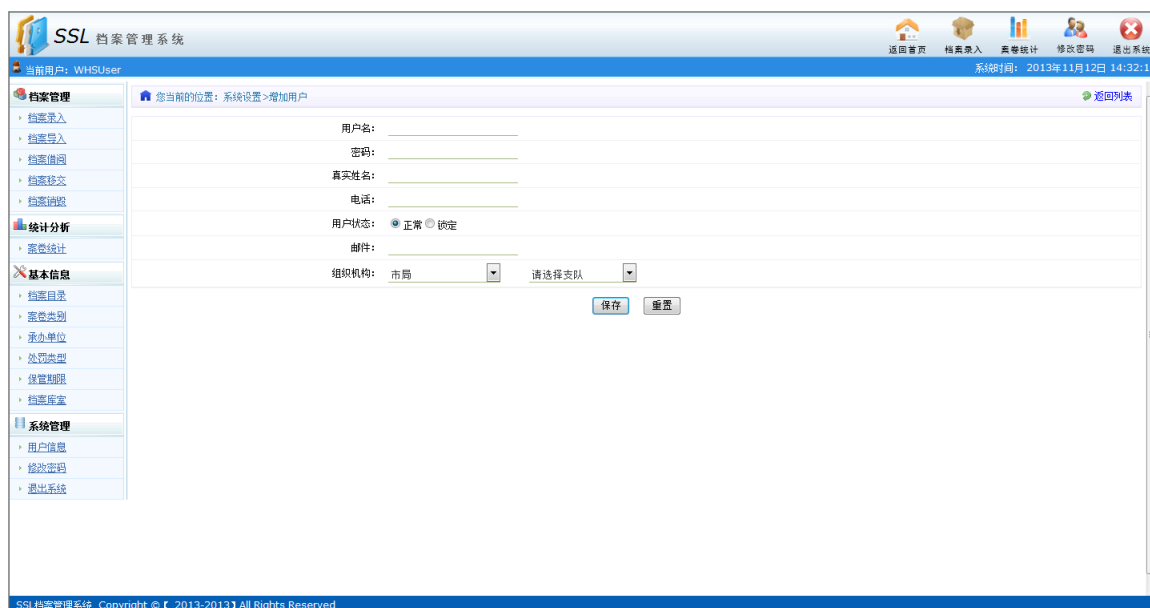 SSL 档案管理系统
返回首页 档案录入 案卷统计 修改密码 退出系统
当前用户: WHSUser
系统时间: 2013年11月12日 14:32:1
档案管理
档案录入
档案导入
档案借阅
档案移交
档案销毁
统计分析
案卷统计
基本信息
档案目录
案卷类别
承办单位
处罚类型
保管期限
档案库室
系统管理
用户信息
修改密码
退出系统
您当前的位置: 系统设置>增加用户
返回列表
用户名:
密码:
真实姓名:
电话:
用户状态: 正常 锁定
邮件:
组织机构: 市局 请选择支队
保存 重置
SSL档案管理系统 Copyright © 【 2013-2013】 All Rights Reserved